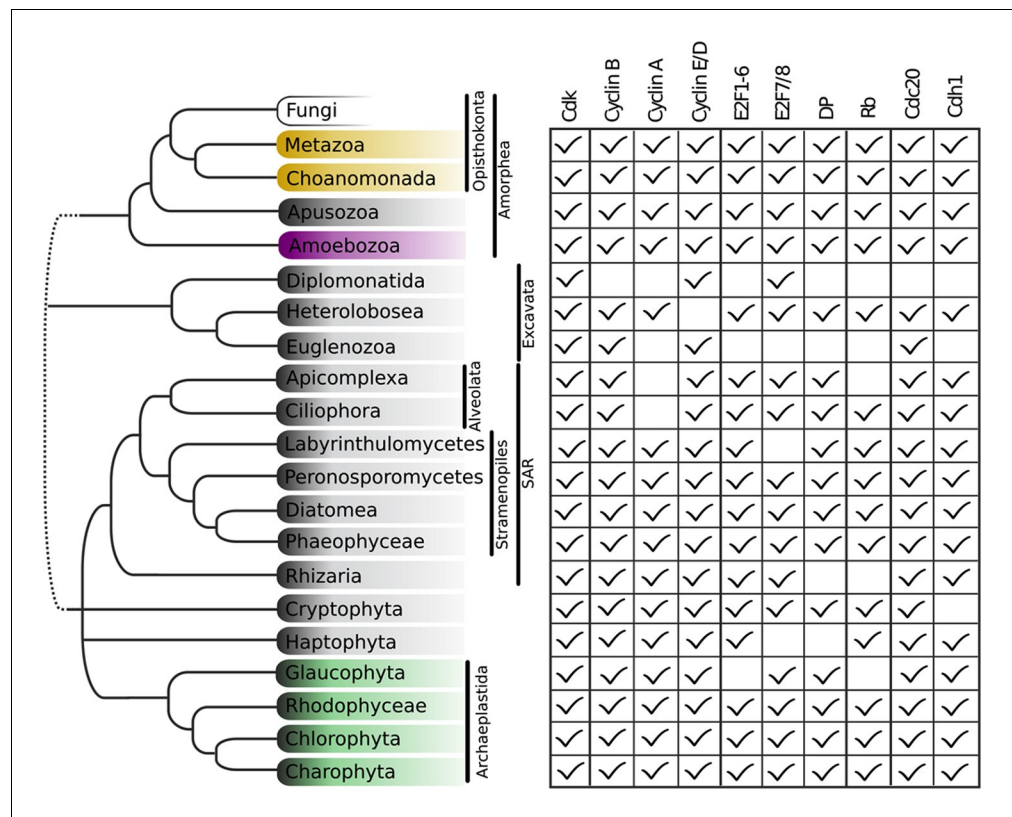 Cdk
Cyclin B
Cyclin A
Cyclin E/D
E2F1-6
E2F7/8
DP
Rb
Cdc20
Cdh1
Fungi
Metazoa
Choanomonada
Apusozoa
Amoebozoa
Diplomonatida
Heterolobosea
Euglenozoa
Apicomplexa
Ciliophora
Labyrinthulomycetes
Peronosporomycetes
Diatomea
Phaeophyceae
Rhizaria
Cryptophyta
Haptophyta
Glaucophyta
Rhodophyceae
Chlorophyta
Charophyta
Opisthokonta
Amorphea
Excavata
Alveolata
Stramenopiles
SAR
Archaeplastida